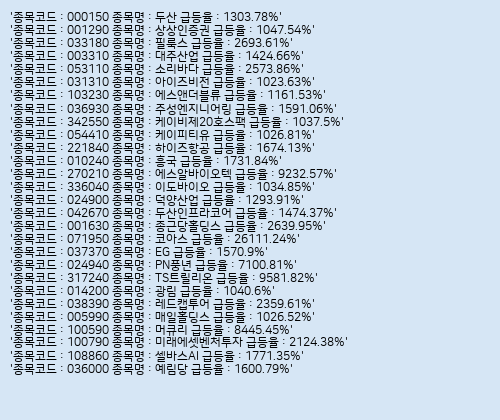 '종목코드 : 000150 종목명 : 두산 급등율 : 1303.78%'
'종목코드 : 001290 종목명 : 상상인증권 급등율 : 1047.54%'
'종목코드 : 033180 종목명 : 필룩스 급등율 : 2693.61%'
'종목코드 : 003310 종목명 : 대주산업 급등율 : 1424.66%'
'종목코드 : 053110 종목명 : 소리바다 급등율 : 2573.86%'
'종목코드 : 031310 종목명 : 아이즈비전 급등율 : 1023.63%'
'종목코드 : 103230 종목명 : 에스앤더블류 급등율 : 1161.53%'
'종목코드 : 036930 종목명 : 주성엔지니어링 급등율 : 1591.06%'
'종목코드 : 342550 종목명 : 케이비제20호스팩 급등율 : 1037.5%'
'종목코드 : 054410 종목명 : 케이피티유 급등율 : 1026.81%'
'종목코드 : 221840 종목명 : 하이즈항공 급등율 : 1674.13%'
'종목코드 : 010240 종목명 : 흥국 급등율 : 1731.84%'
'종목코드 : 270210 종목명 : 에스알바이오텍 급등율 : 9232.57%'
'종목코드 : 336040 종목명 : 이도바이오 급등율 : 1034.85%'
'종목코드 : 024900 종목명 : 덕양산업 급등율 : 1293.91%'
'종목코드 : 042670 종목명 : 두산인프라코어 급등율 : 1474.37%'
'종목코드 : 001630 종목명 : 종근당홀딩스 급등율 : 2639.95%'
'종목코드 : 071950 종목명 : 코아스 급등율 : 26111.24%'
'종목코드 : 037370 종목명 : EG 급등율 : 1570.9%'
'종목코드 : 024940 종목명 : PN풍년 급등율 : 7100.81%'
'종목코드 : 317240 종목명 : TS트릴리온 급등율 : 9581.82%'
'종목코드 : 014200 종목명 : 광림 급등율 : 1040.6%'
'종목코드 : 038390 종목명 : 레드캡투어 급등율 : 2359.61%'
'종목코드 : 005990 종목명 : 매일홀딩스 급등율 : 1026.52%'
'종목코드 : 100590 종목명 : 머큐리 급등율 : 8445.45%'
'종목코드 : 100790 종목명 : 미래에셋벤처투자 급등율 : 2124.38%'
'종목코드 : 108860 종목명 : 셀바스AI 급등율 : 1771.35%'
'종목코드 : 036000 종목명 : 예림당 급등율 : 1600.79%'